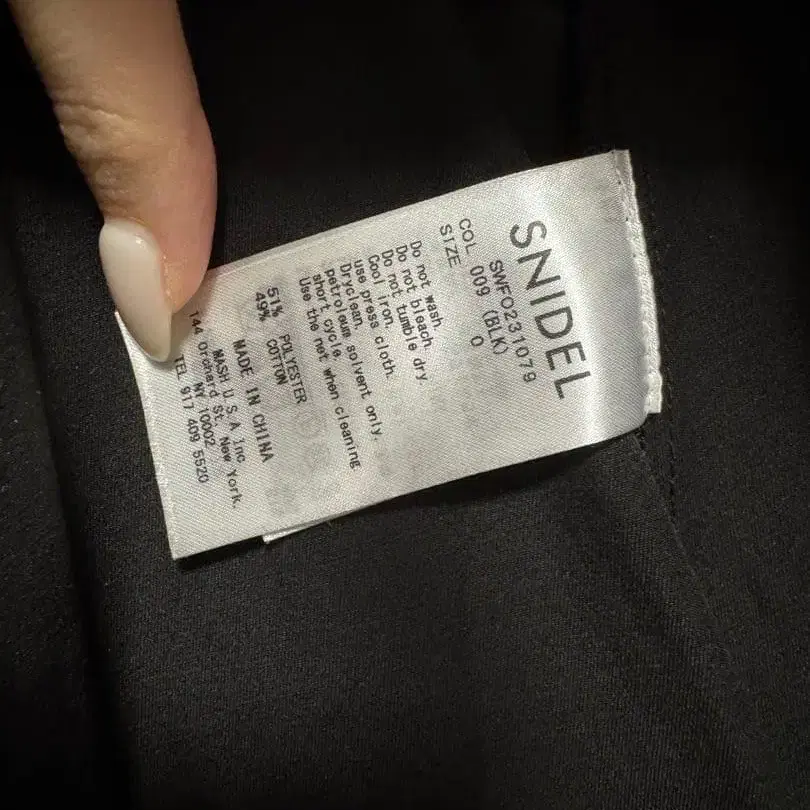 SNIDEL
SWFO231079
COL 009 (BLK)
SIZE 0
Do not wash.
Do not bleach.
Do not tumble dry
Cool iron.
use press cloth.
Dryclean.
petroleum solvent only.
short cycle.
Use the net when cleaning
51% POLYESTER
49% COTTON
MADE IN CHINA
MASH U S A Inc
144 Orchard St. New York.
NY 10002
TEL 917 409 5520